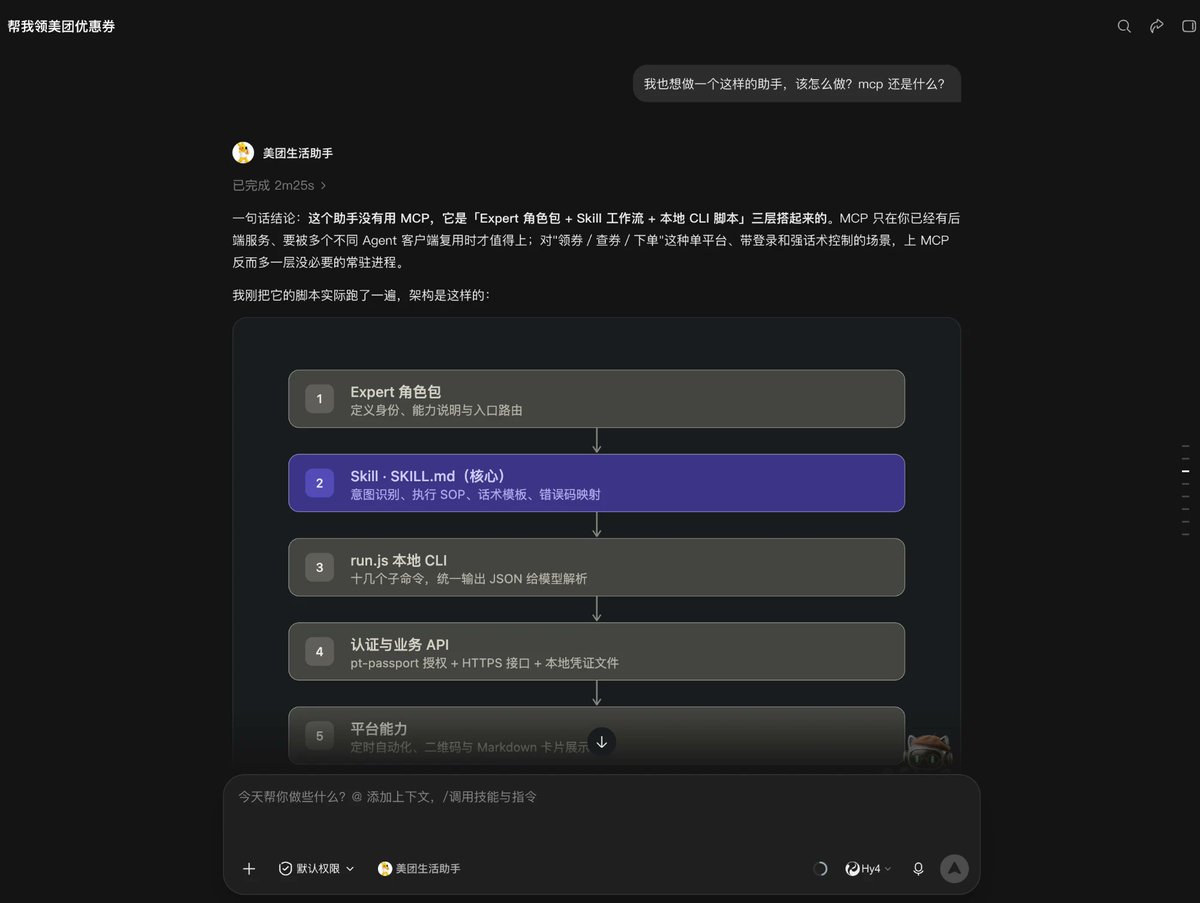 帮我领美团优惠券
我也想做一个这样的助手，该怎么做？mcp 还是什么？
美团生活助手
已完成 2m25s
一句话结论：这个助手没有用 MCP，它是「Expert 角色包 + Skill 工作流 + 本地 CLI 脚本」三层搭起来的。MCP 只在你已经有后
端服务、要被多个不同 Agent 客户端复用时才值得上；对"领券 / 查券 / 下单"这种单平台、带登录和强话术控制的场景，上 MCP
反而多一层没必要的常驻进程。
我刚把它的脚本实际跑了一遍，架构是这样的：
1
Expert 角色包
定义身份、能力说明与入口路由
2
Skill · SKILL.md（核心）
意图识别、执行 SOP、话术模板、错误码映射
3
run.js 本地 CLI
十几个子命令，统一输出 JSON 给模型解析
4
认证与业务 API
pt-passport 授权 + HTTPS 接口 + 本地凭证文件
5
平台能力
定时自动化、二维码与 Markdown 卡片展示
今天帮你做些什么？@ 添加上下文，/调用技能与指令
默认权限
美团生活助手
Hy4